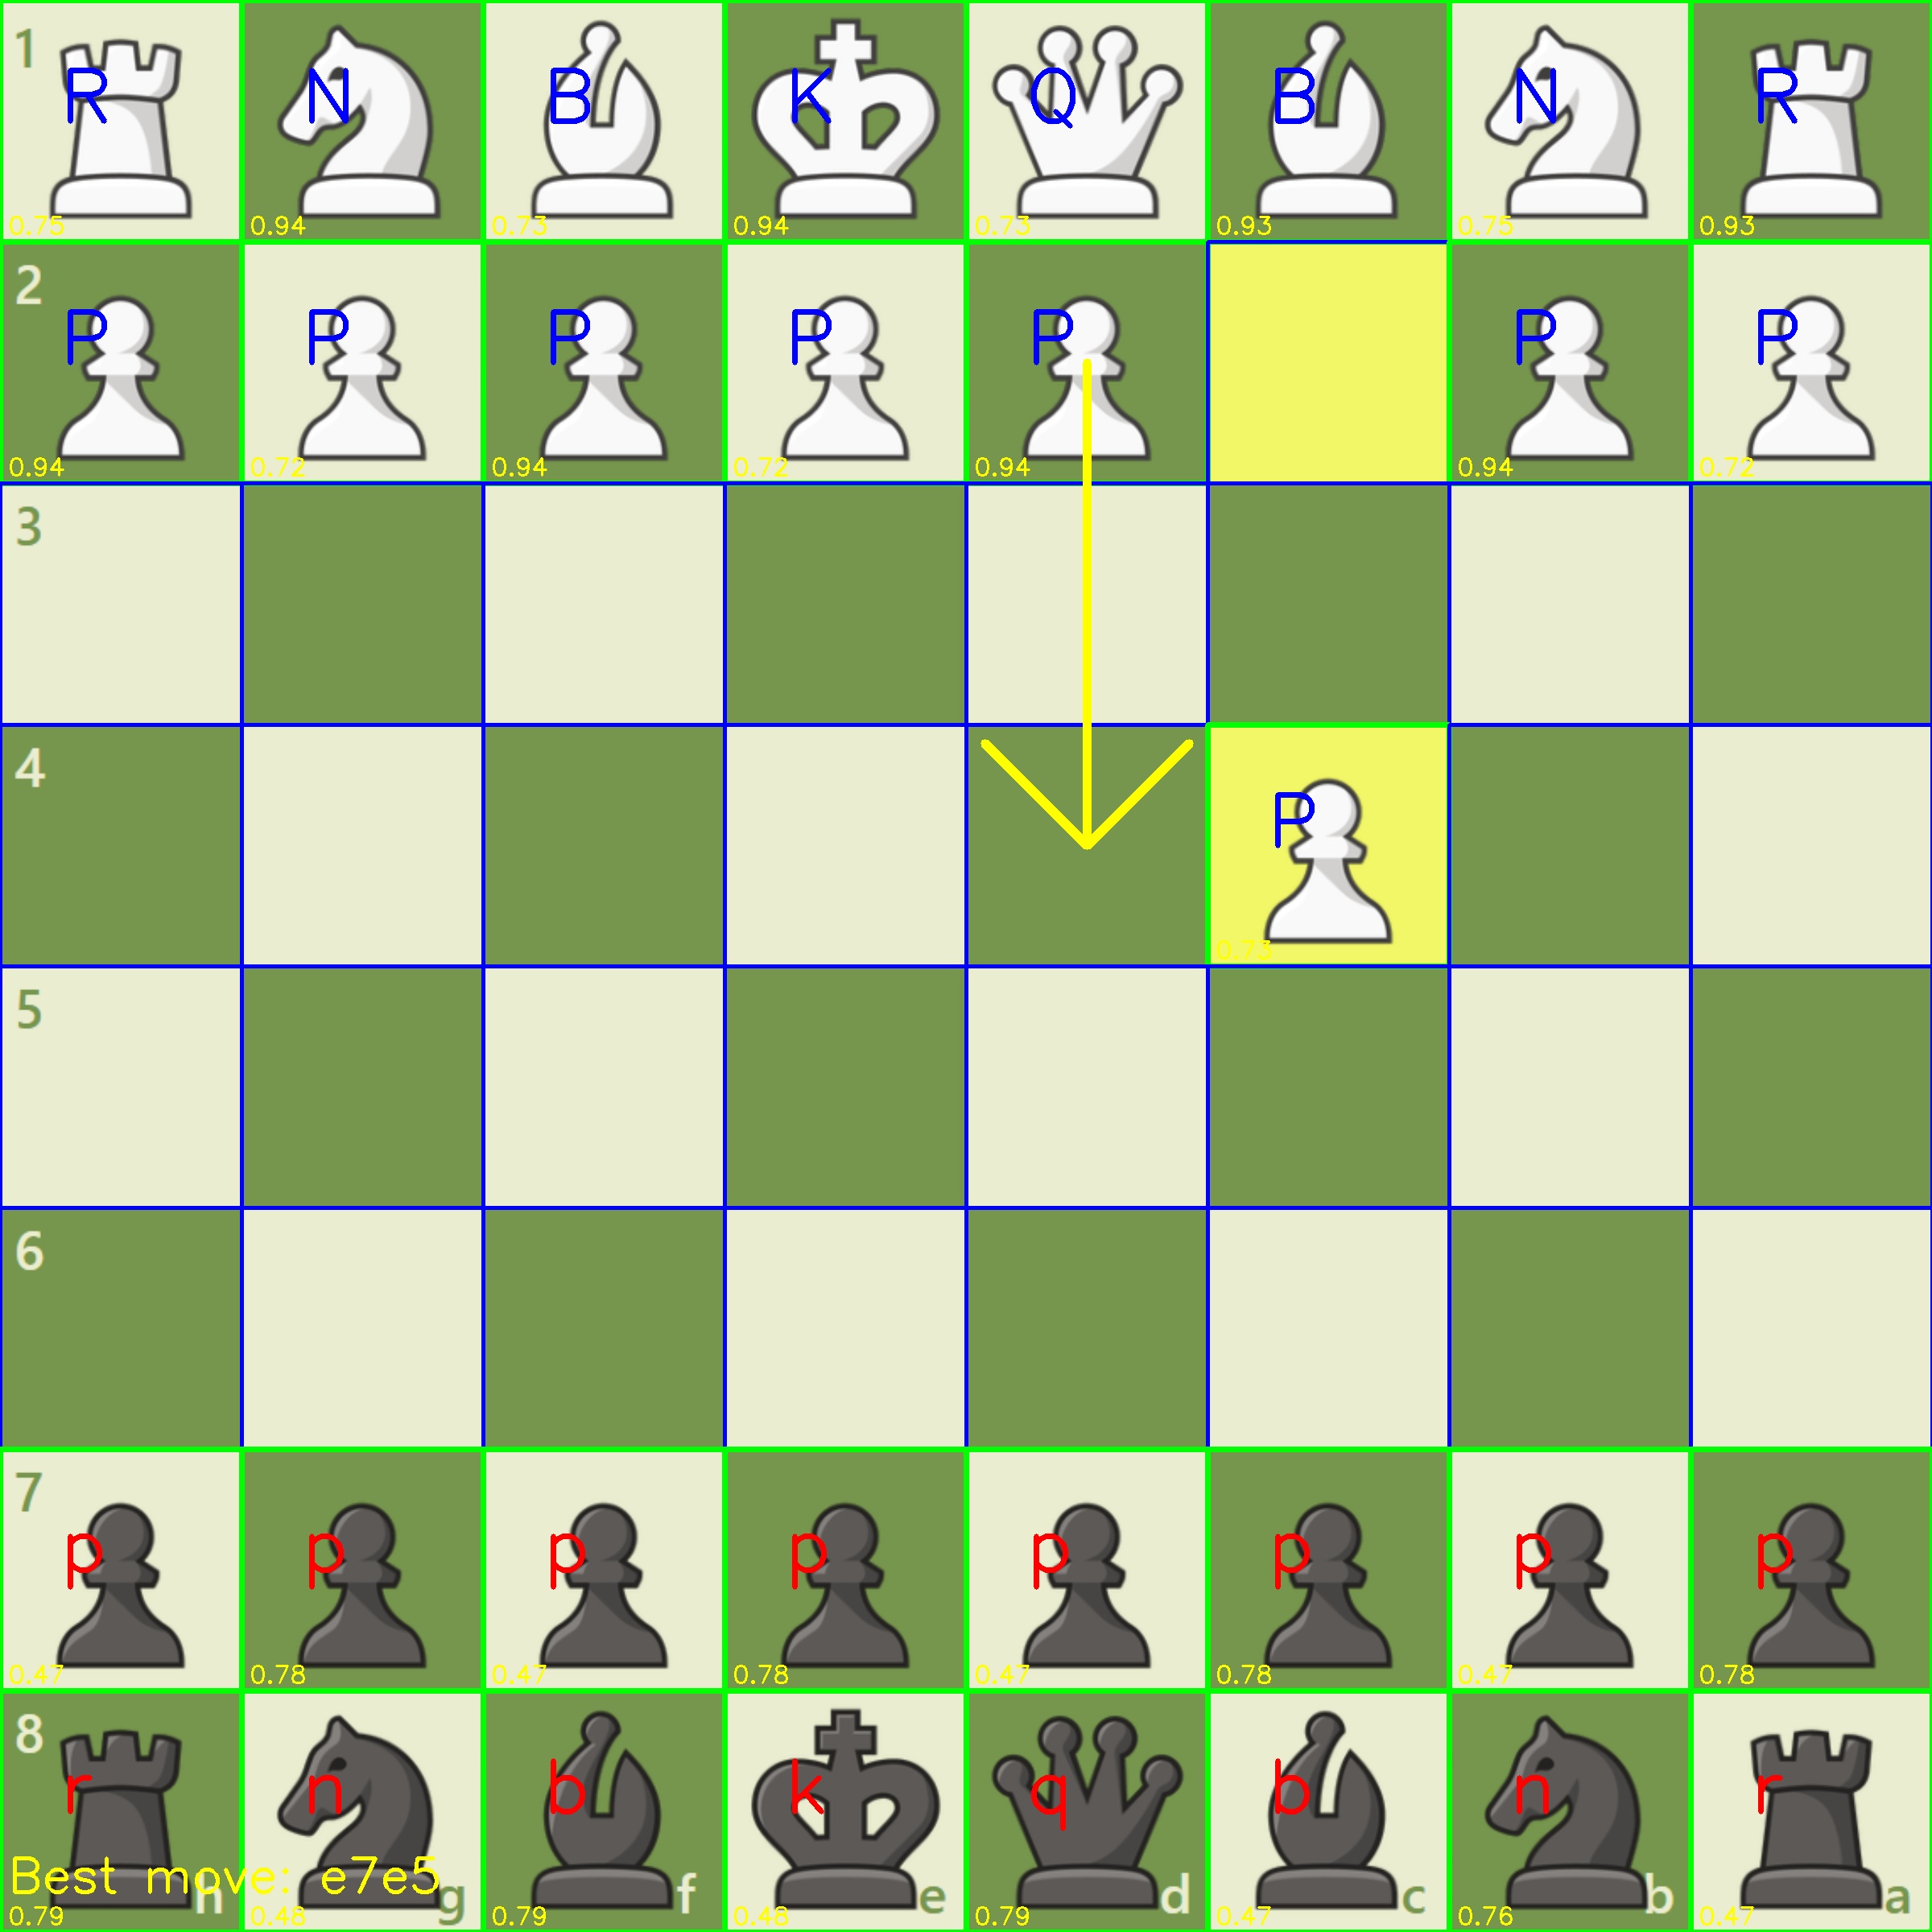 1
R N B K Q B N R
0.75 0.94 0.73 0.94 0.73 0.93 0.75 0.93
2
P P P P P P P
0.94 0.72 0.94 0.72 0.94 0.94 0.72
3
4
P
0.73
5
6
7
p p p p p p p p
0.47 0.78 0.47 0.78 0.47 0.78 0.47 0.78
8
r n b k q b n r
Best move: e7e5
h g f e d c b a
0.79 0.48 0.79 0.48 0.79 0.47 0.76 0.47